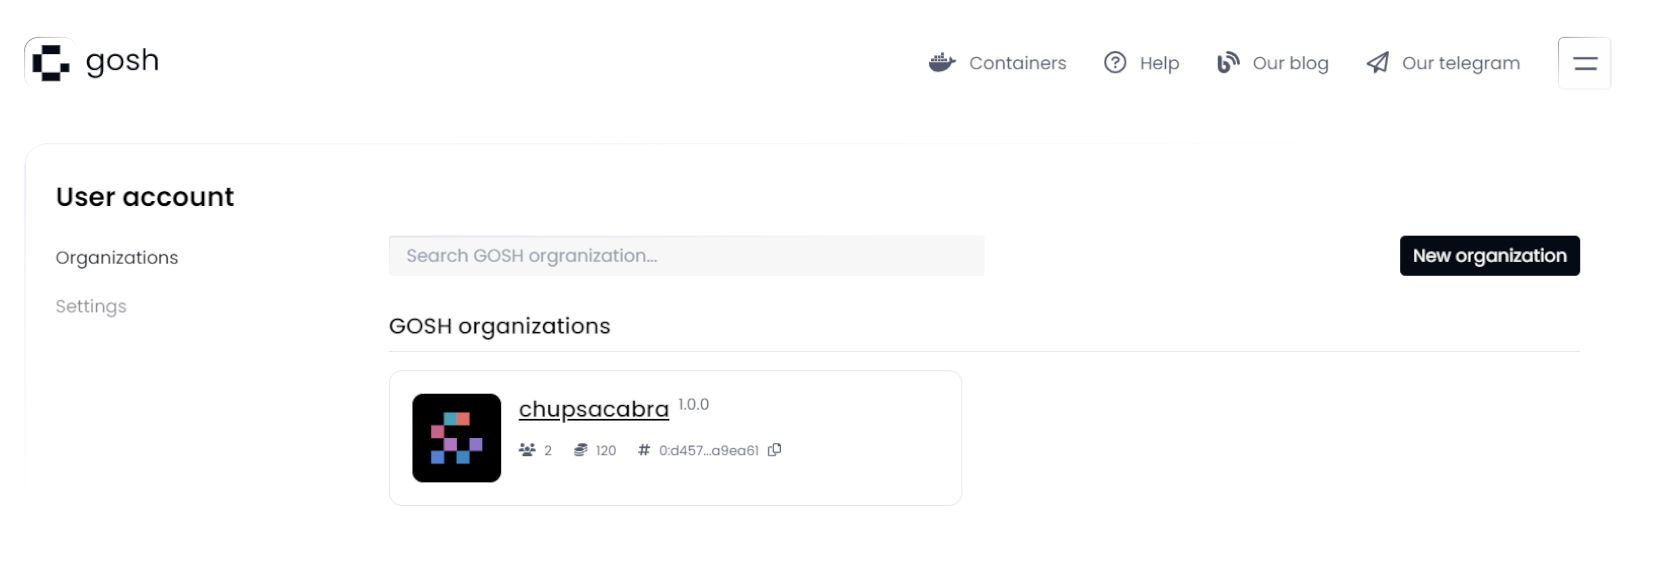 gosh
Containers
Help
Our blog
Our telegram
User account
Organizations
Settings
Search GOSH orgranization...
New organization
GOSH organizations
chupsacabra 1.0.0
2 120 # 0:d457...a9ea61